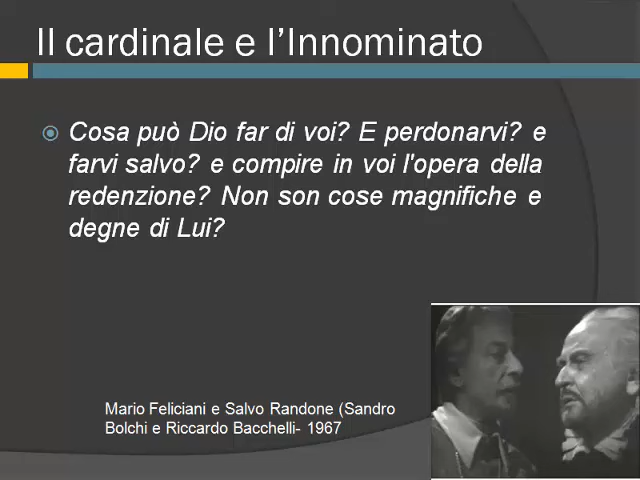 Il cardinale e l’Innominato
Cosa può Dio far di voi? E perdonarvi? e
farvi salvo? e compire in voi l'opera della
redenzione? Non son cose magnifiche e
degne di Lui?
Mario Feliciani e Salvo Randone (Sandro
Bolchi e Riccardo Bacchelli- 1967